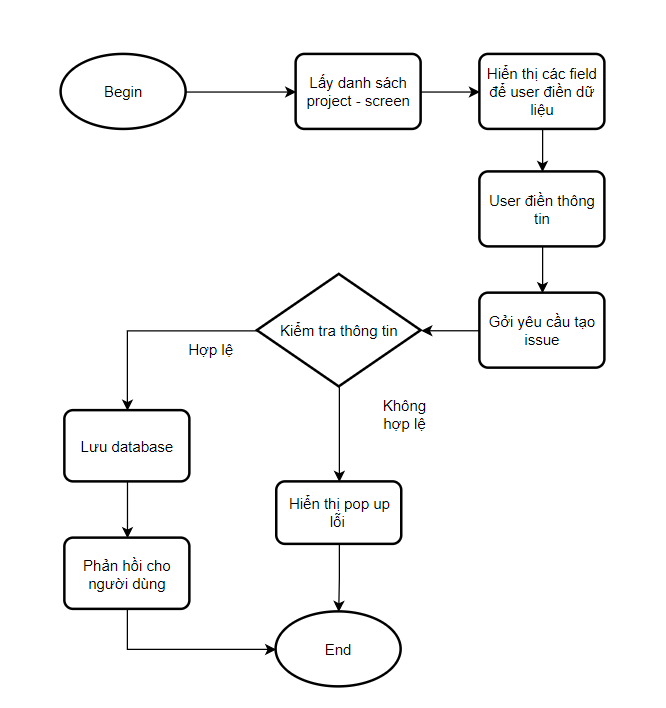 Begin
Lấy danh sách
project - screen
Hiển thị các field
để user điền dữ
liệu
User điền thông
tin
Gởi yêu cầu tạo
issue
Kiểm tra thông tin
Hợp lệ
Không
hợp lệ
Lưu database
Hiển thị pop up
lỗi
Phản hồi cho
người dùng
End